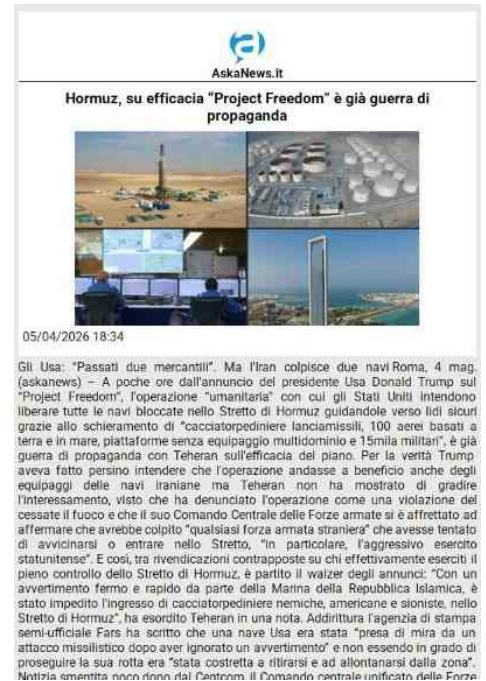 a
AskaNews.it
Hormuz, su efficacia "Project Freedom" è già guerra di
propaganda
05/04/2026 18:34
Gli Usa: "Passati due mercantili". Ma l'Iran colpisce due navi Roma, 4 mag.
(askanews) – A poche ore dall'annuncio del presidente Usa Donald Trump sul
"Project Freedom", l'operazione "umanitaria" con cui gli Stati Uniti intendono
liberare tutte le navi bloccate nello Stretto di Hormuz guidandole verso lidi sicuri
grazie allo schieramento di "cacciatorpediniere lanciamissili, 100 aerei basati a
terra e in mare, piattaforme senza equipaggio multidominio e 15mila militari", è già
guerra di propaganda con Teheran sull'efficacia del piano. Per la verità Trump
aveva fatto persino intendere che l'operazione andasse a beneficio anche degli
equipaggi delle navi iraniane ma Teheran non ha mostrato di gradire
l'interessamento, visto che ha denunciato l'operazione come una violazione del
cessate il fuoco e che il suo Comando Centrale delle Forze armate si è affrettato ad
affermare che avrebbe colpito "qualsiasi forza armata straniera" che avesse tentato
di avvicinarsi o entrare nello Stretto, "in particolare, l'aggressivo esercito
statunitense". E così, tra rivendicazioni contrapposte su chi effettivamente eserciti il
pieno controllo dello Stretto di Hormuz, è partito il walzer degli annunci: "Con un
avvertimento fermo e rapido da parte della Marina della Repubblica Islamica, è
stato impedito l'ingresso di cacciatorpediniere nemiche, americane e sioniste, nello
Stretto di Hormuz", ha esordito Teheran in una nota. Addirittura l'agenzia di stampa
semi-ufficiale Fars ha scritto che una nave Usa era stata "presa di mira da un
attacco missilistico dopo aver ignorato un avvertimento" e non essendo in grado di
proseguire la sua rotta era "stata costretta a ritirarsi e ad allontanarsi dalla zona".
Notizia smentita poco dopo dal Centcom, il Comando centrale unificato delle Forze